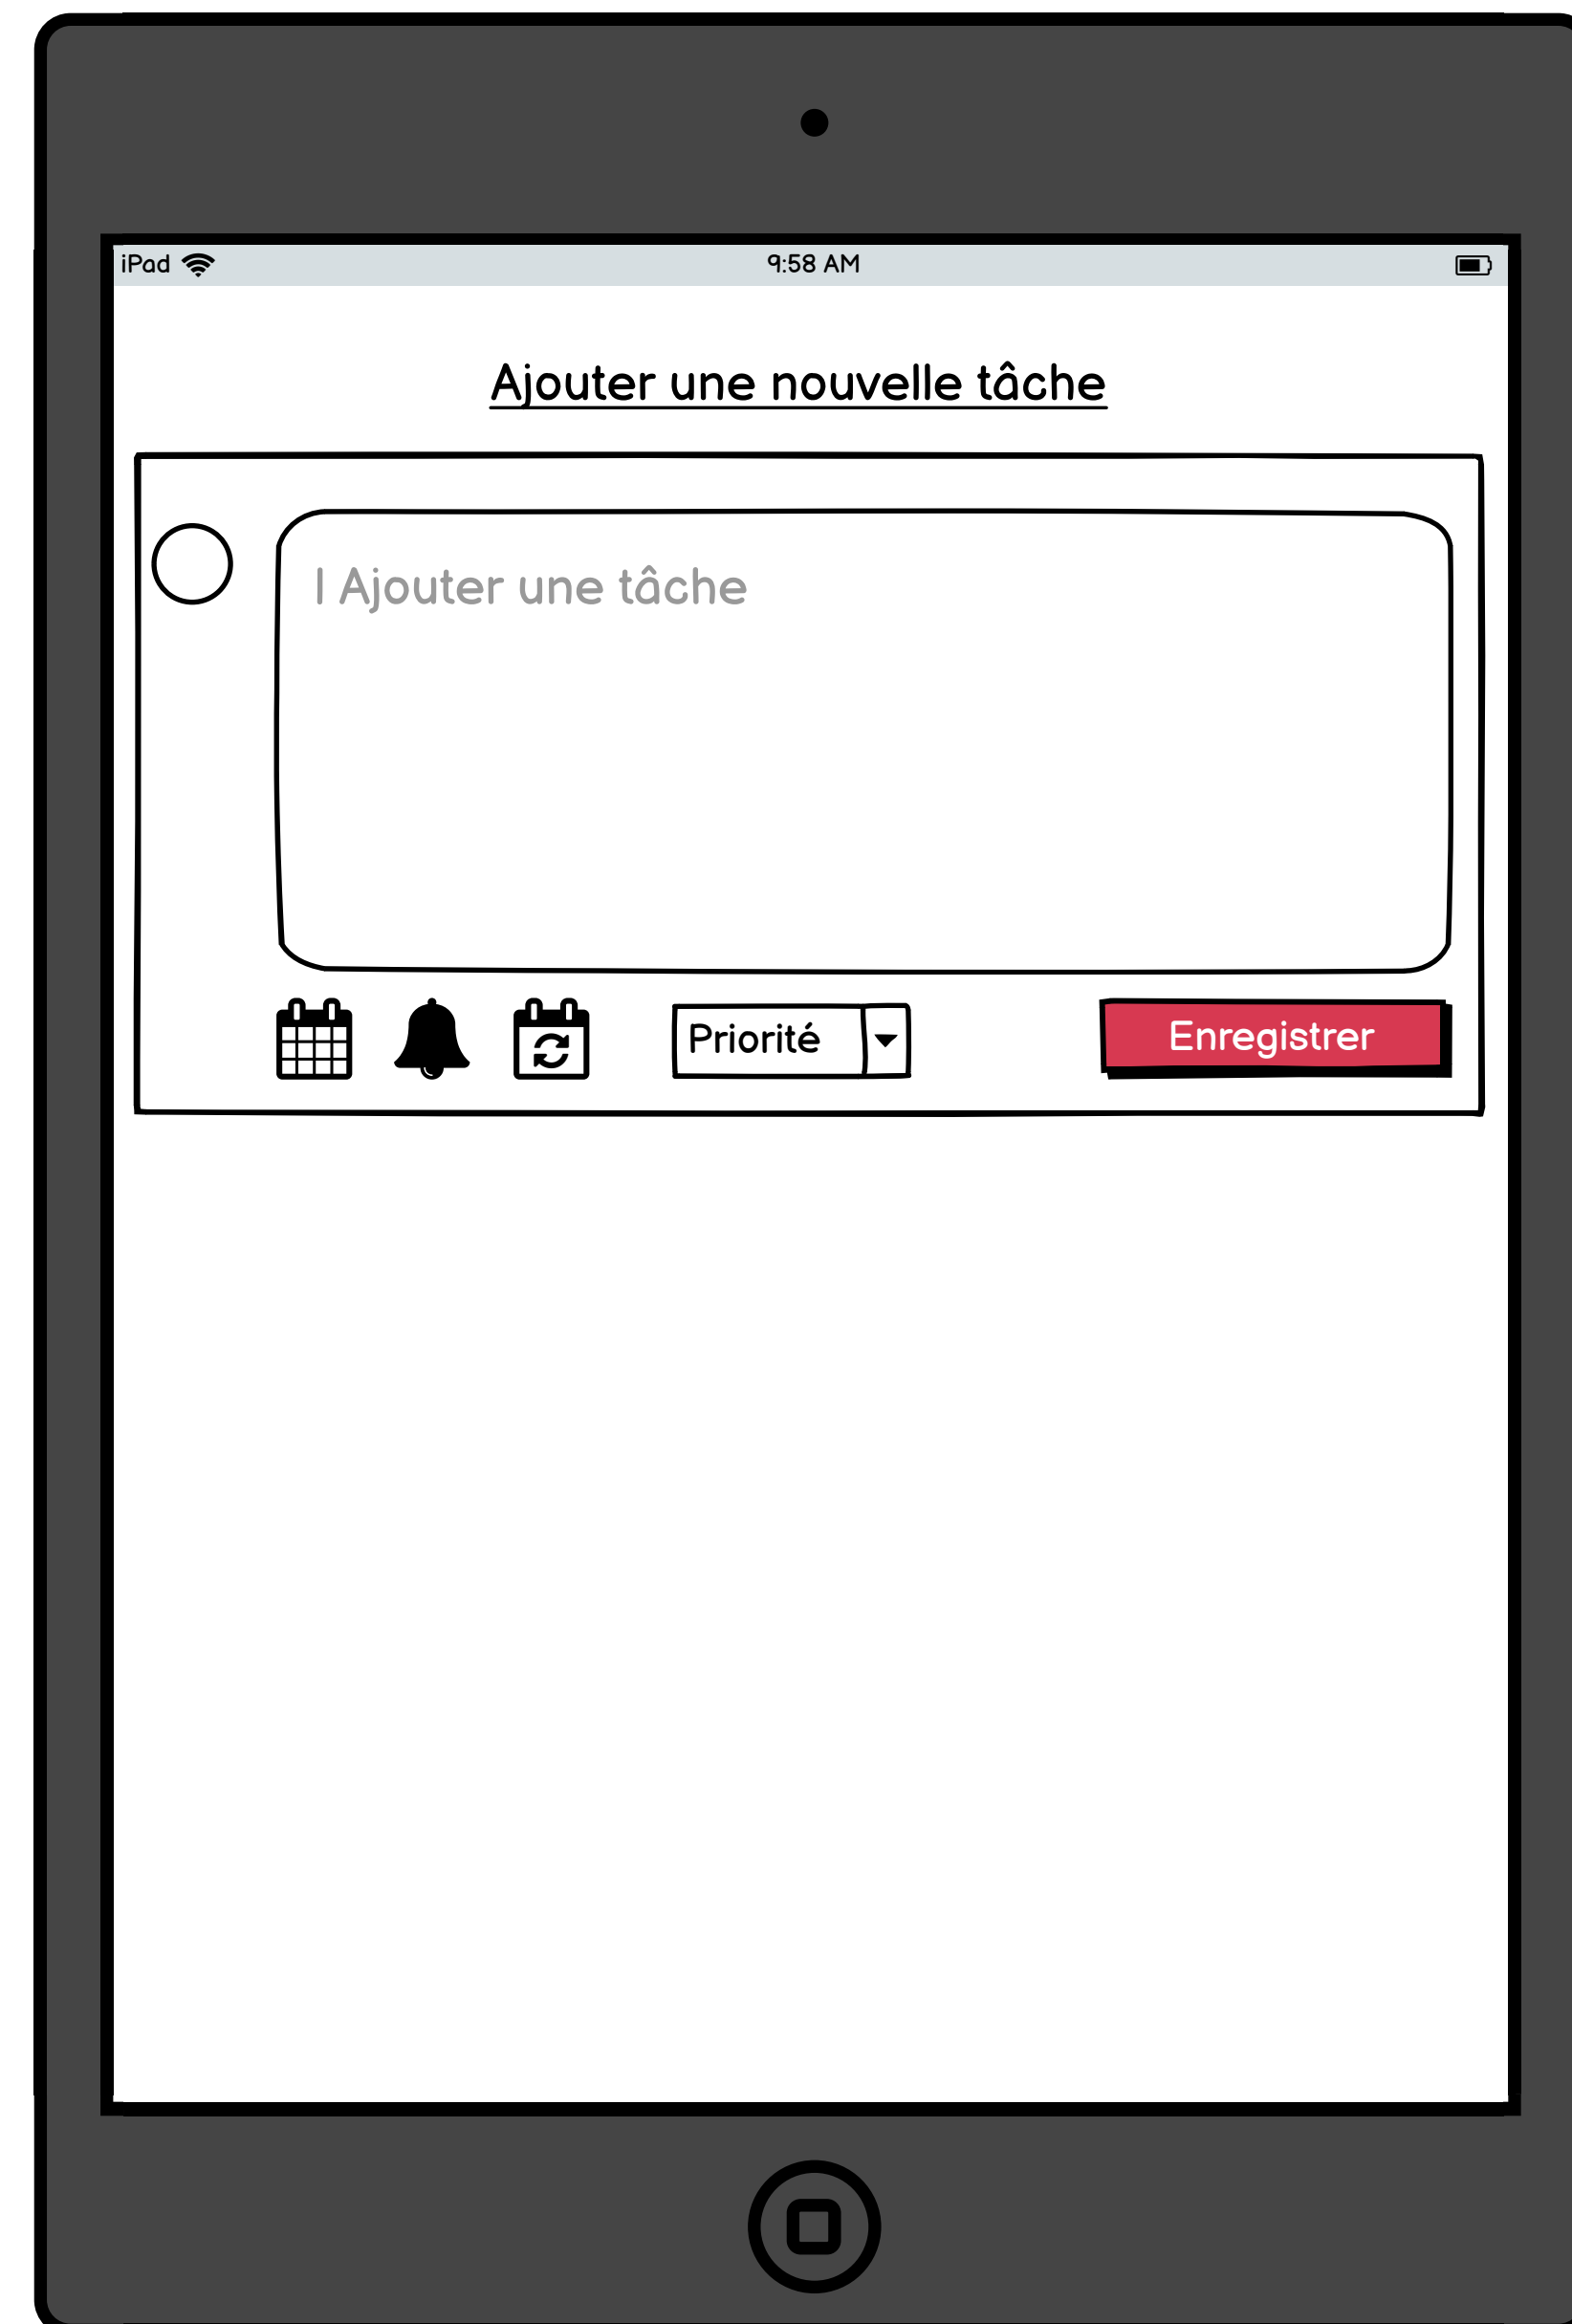 iPad 9:58 AM
Ajouter une nouvelle tâche
| Ajouter une tâche
Priorité
Enregistrer